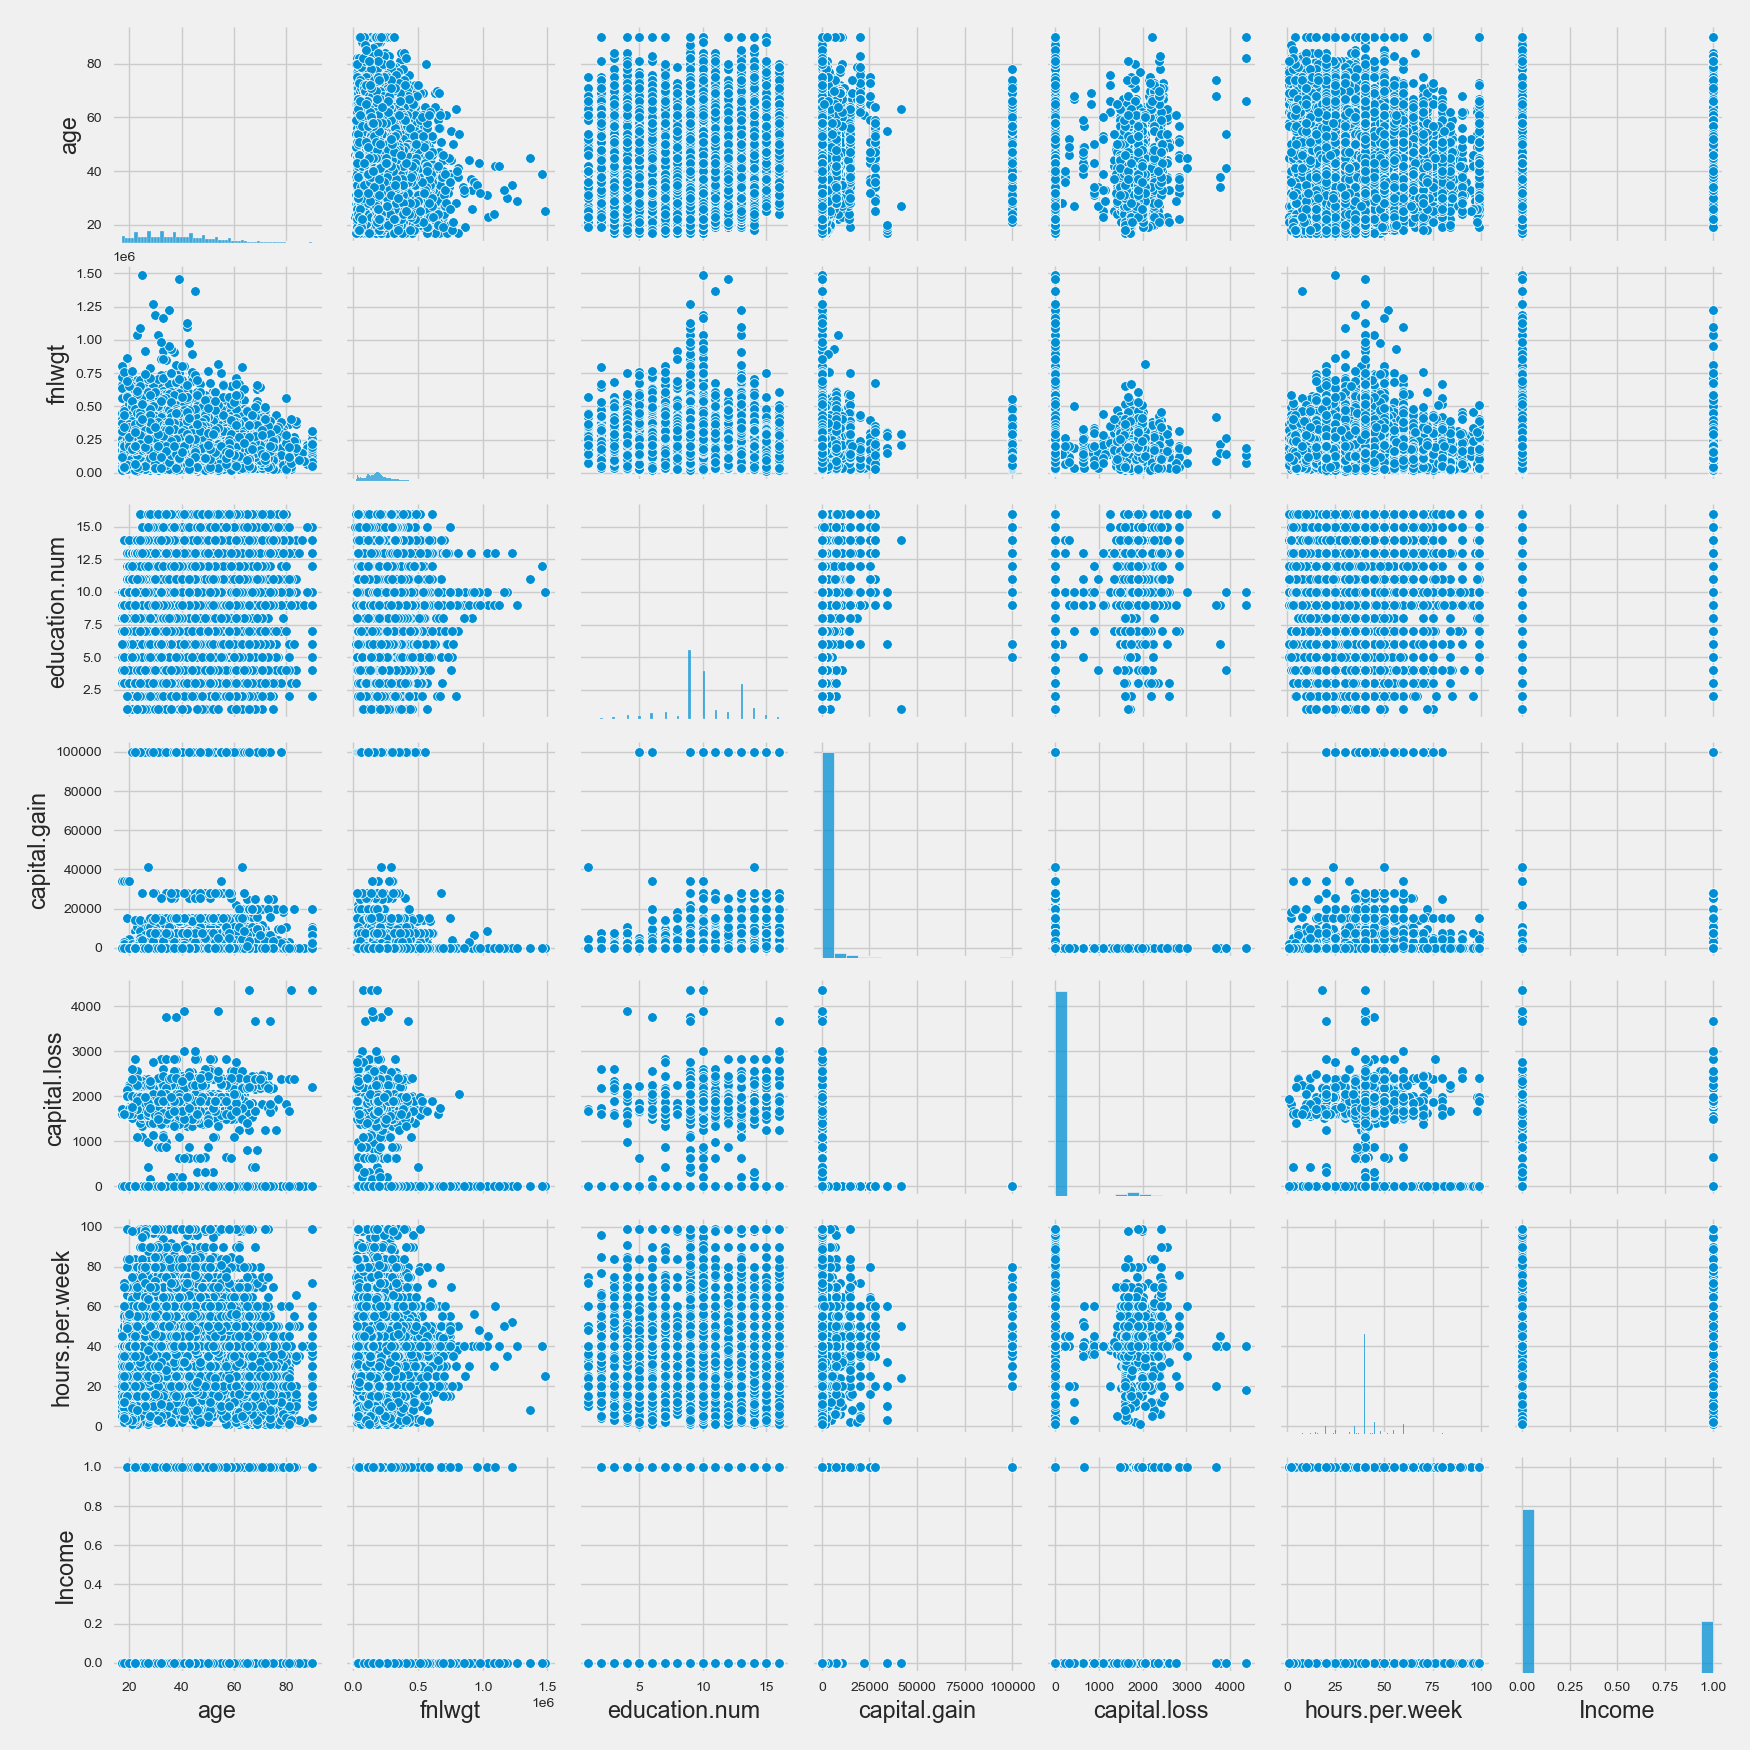 80
60
40
20
age
1e6
1.50
1.25
1.00
0.75
0.50
0.25
0.00
fnlwgt
15.0
12.5
10.0
7.5
5.0
2.5
education.num
100000
80000
60000
40000
20000
0
capital.gain
4000
3000
2000
1000
0
capital.loss
100
80
60
40
20
0
hours.per.week
1.0
0.8
0.6
0.4
0.2
0.0
Income
20 40 60 80
0.0 0.5 1.0 1.5
5 10 15
0 25000 50000 75000 100000
0 1000 2000 3000 4000
0 25 50 75 100
0.00 0.25 0.50 0.75 1.00
1e6
age fnlwgt education.num capital.gain capital.loss hours.per.week Income